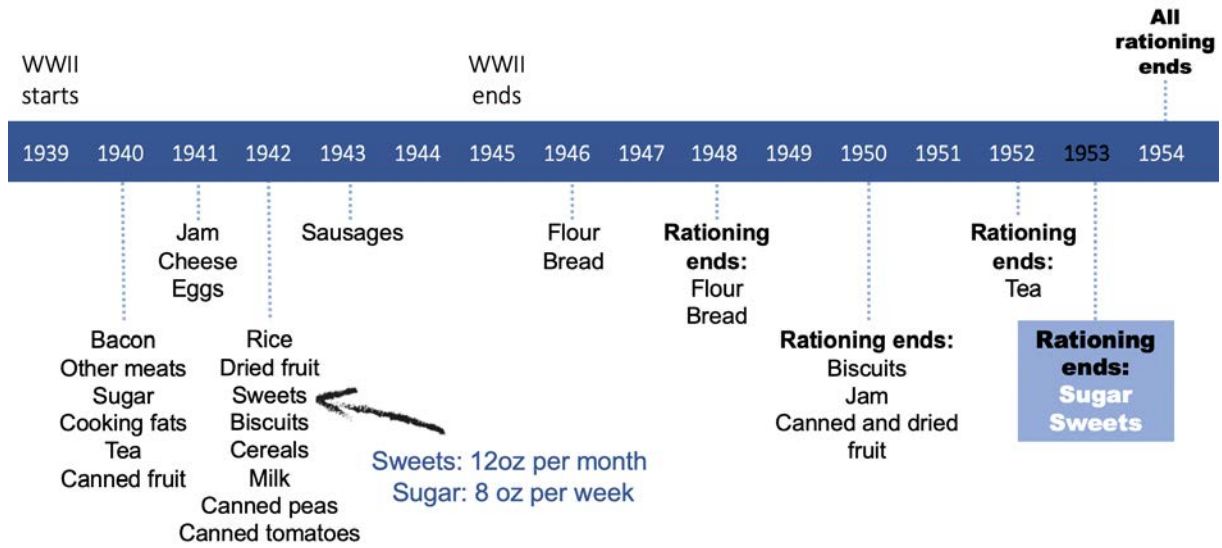 All
rationing
ends
WWII
starts
WWII
ends
1939 1940 1941 1942 1943 1944 1945 1946 1947 1948 1949 1950 1951 1952 1953 1954
Jam
Cheese
Eggs
Sausages
Flour
Bread
Rationing
ends:
Flour
Bread
Rationing
ends:
Tea
Bacon
Other meats
Sugar
Cooking fats
Tea
Canned fruit
Rice
Dried fruit
Sweets
Biscuits
Cereals
Milk
Canned peas
Canned tomatoes
Sweets: 12oz per month
Sugar: 8 oz per week
Rationing ends:
Biscuits
Jam
Canned and dried
fruit
Rationing
ends:
Sugar
Sweets